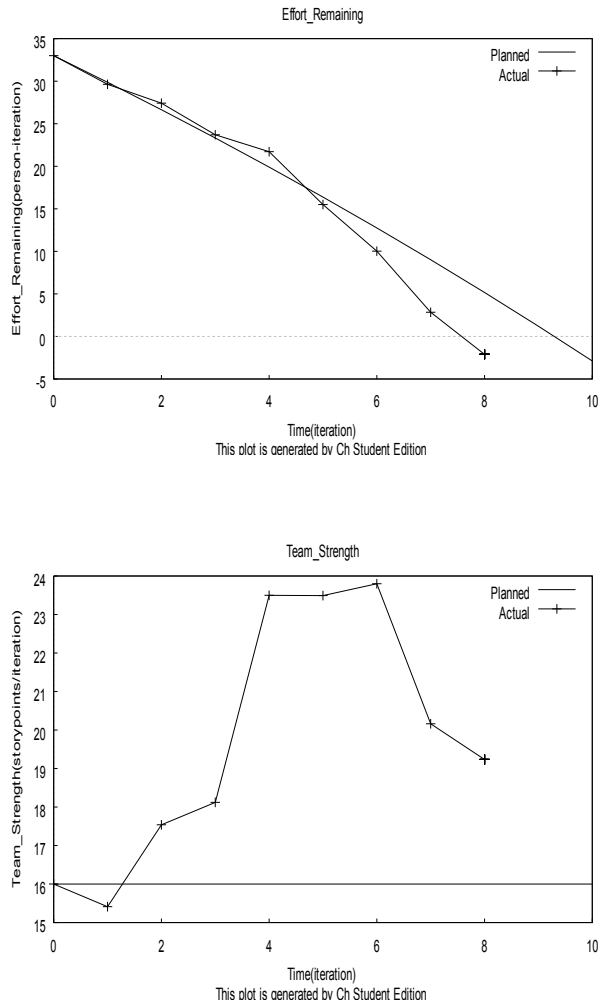 Effort_Remaining
35
30
25
20
15
10
5
0
-5
Effort_Remaining(person-iteration)
Planned
Actual
0 2 4 6 8 10
Time(iteration)
This plot is generated by Ch Student Edition
Team_Strength
24
23
22
21
20
19
18
17
16
15
Team_Strength(storypoints/iteration)
Planned
Actual
0 2 4 6 8 10
Time(iteration)
This plot is generated by Ch Student Edition